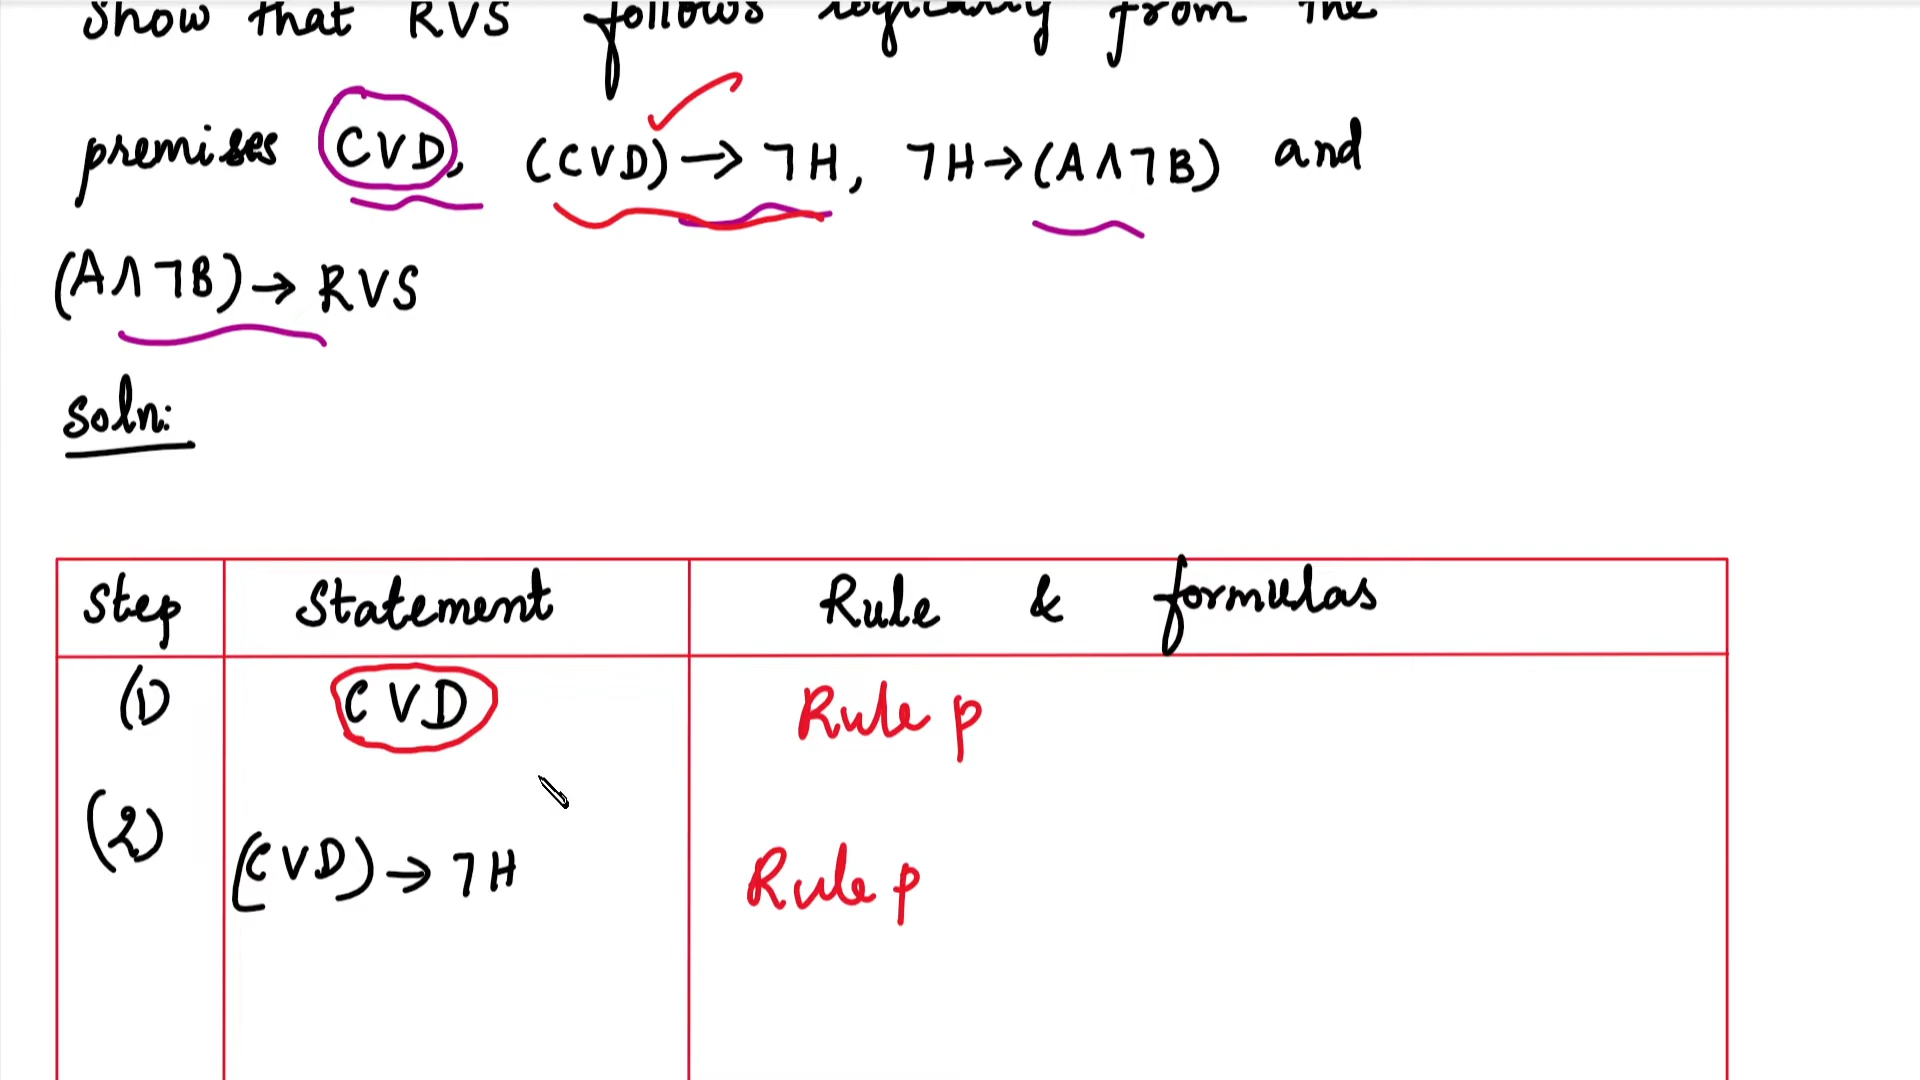 Show that RVS follows logically from the
premises CVD, (CVD)→ ¬H, ¬H→(A∧¬B) and
(A∧¬B)→ RVS
Soln:
Step Statement Rule & formulas
(1) CVD Rule p
(2) (CVD)→ ¬H Rule p